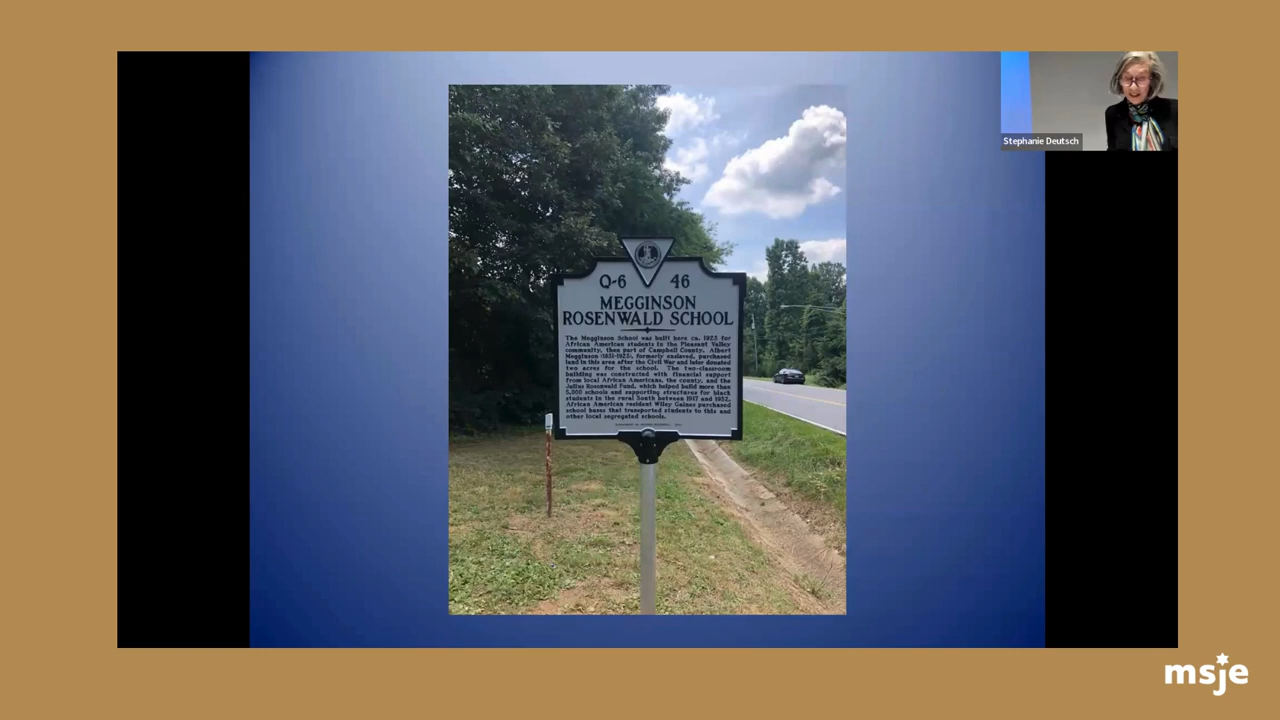 Stephanie Deutsch
Q-6 46
MEGGINSON
ROSENWALD SCHOOL
The Megginson School was built here ca. 1923 for
African American students in the Pleasant Valley
community, then part of Campbell County. Albert
Megginson (1851-1923), formerly enslaved, purchased
land in this area after the Civil War and later donated
two acres for the school. The two-classroom
building was constructed with financial support
from local African Americans, the county, and the
Julius Rosenwald Fund, which helped build more than
5,000 schools and supporting structures for black
students in the rural South between 1917 and 1932.
African American resident Wiley Gaines purchased
school buses that transported students to this and
other local segregated schools.
msje